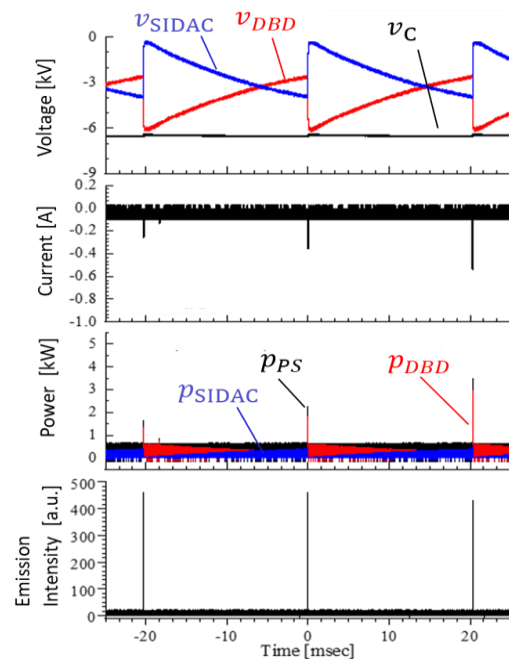 v_SIDAC v_DBD v_C
0
-3
-6
-9
Voltage [kV]
0.2
0.0
-0.2
-0.4
-0.6
-0.8
-1.0
Current [A]
5
4
3
2
1
0
Power [kW]
p_SIDAC p_PS p_DBD
500
400
300
200
100
0
Emission
Intensity [a.u.]
-20 -10 0 10 20
Time [msec]